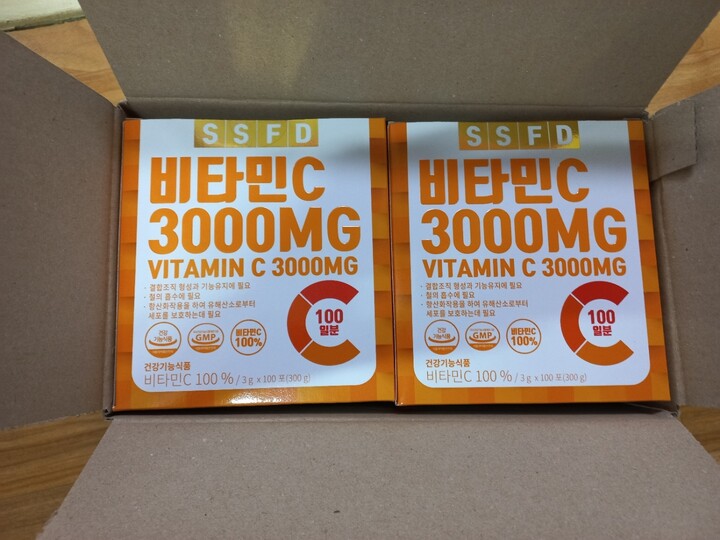 SSFD
비타민C
3000MG
VITAMIN C 3000MG
· 결합조직 형성과 기능유지에 필요
· 철의 흡수에 필요
· 항산화작용을 하여 유해산소로부터
세포를 보호하는데 필요
100
일분
건강
기능식품
GMP
비타민C
100%
건강기능식품
비타민C 100 % / 3 g x 100 포(300 g)
SSFD
비타민C
3000MG
VITAMIN C 3000MG
· 결합조직 형성과 기능유지에 필요
· 철의 흡수에 필요
· 항산화작용을 하여 유해산소로부터
세포를 보호하는데 필요
100
일분
건강
기능식품
GMP
비타민C
100%
건강기능식품
비타민C 100 % / 3 g x 100 포(300 g)